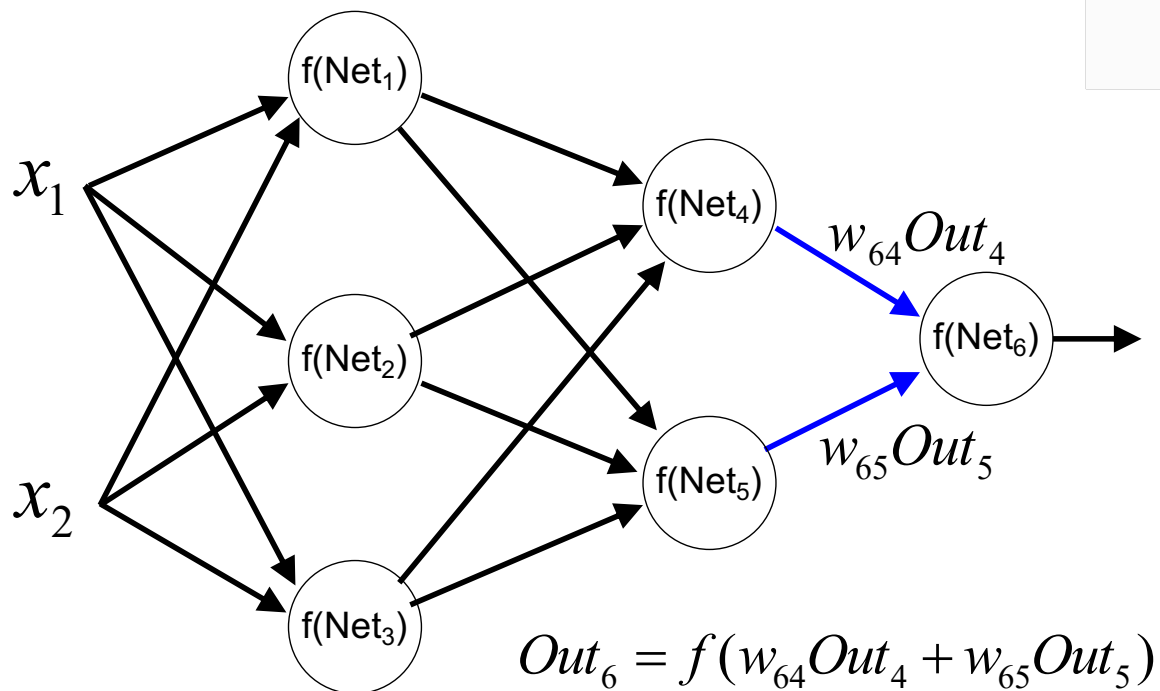 f(Net₁)
x₁
f(Net₄)
w₆₄Out₄
f(Net₂)
f(Net₆)
w₆₅Out₅
f(Net₅)
x₂
f(Net₃)
Out₆ = f(w₆₄Out₄ + w₆₅Out₅)